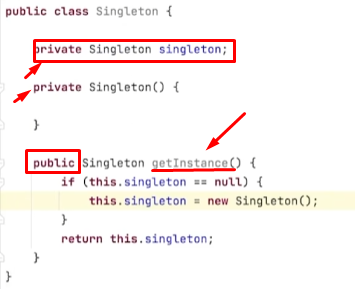 public class Singleton {
private Singleton singleton;
private Singleton() {
}
public Singleton getInstance() {
if (this.singleton == null) {
this.singleton = new Singleton();
}
return this.singleton;
}
}